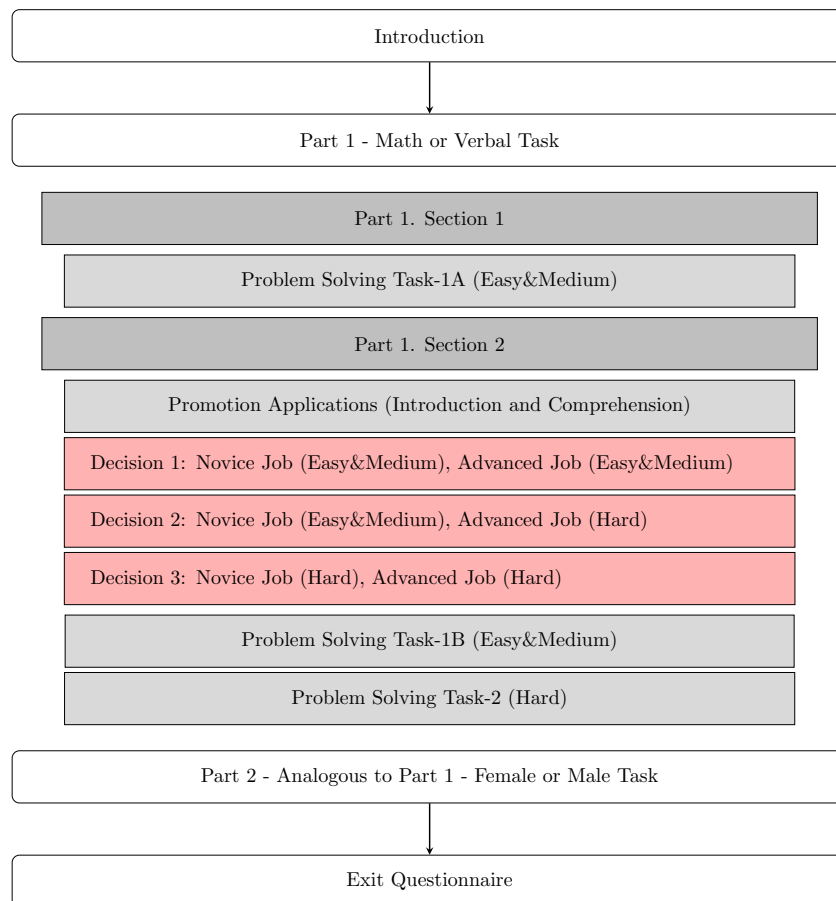 Introduction
Part 1 - Math or Verbal Task
Part 1. Section 1
Problem Solving Task-1A (Easy&Medium)
Part 1. Section 2
Promotion Applications (Introduction and Comprehension)
Decision 1: Novice Job (Easy&Medium), Advanced Job (Easy&Medium)
Decision 2: Novice Job (Easy&Medium), Advanced Job (Hard)
Decision 3: Novice Job (Hard), Advanced Job (Hard)
Problem Solving Task-1B (Easy&Medium)
Problem Solving Task-2 (Hard)
Part 2 - Analogous to Part 1 - Female or Male Task
Exit Questionnaire